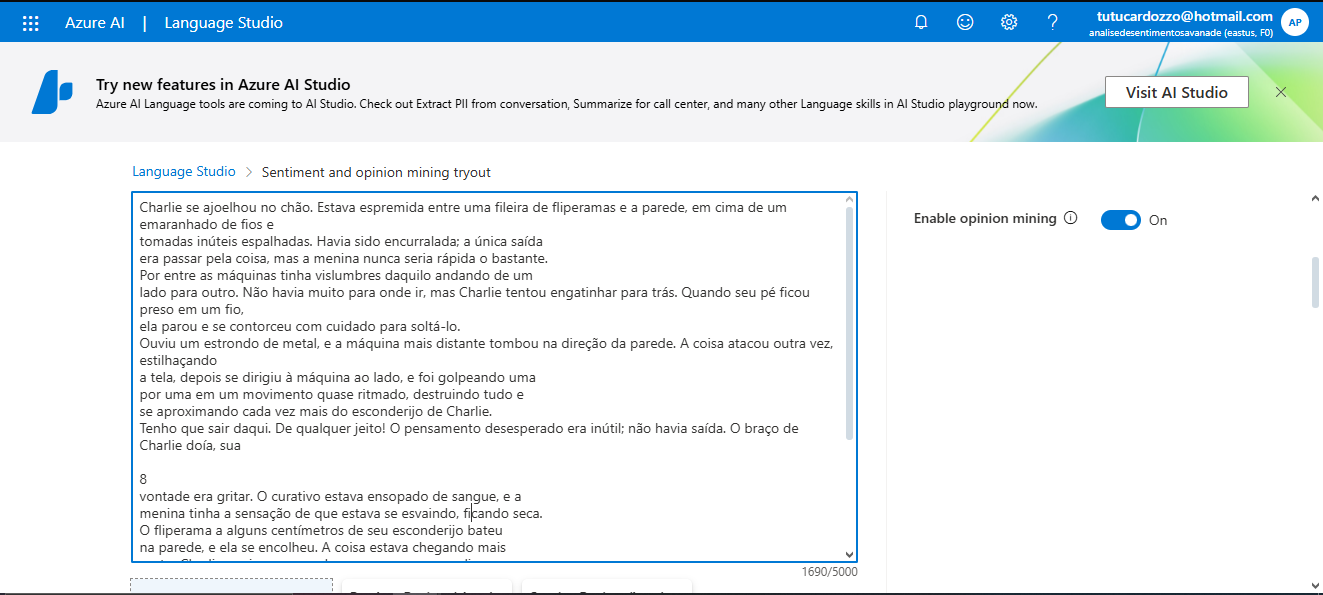 Azure AI | Language Studio
tutucardozzo@hotmail.com
analisedesentimentosavanade (eastus, F0)
AP
Try new features in Azure AI Studio
Azure AI Language tools are coming to AI Studio. Check out Extract PII from conversation, Summarize for call center, and many other Language skills in AI Studio playground now.
Visit AI Studio
Language Studio > Sentiment and opinion mining tryout
Charlie se ajoelhou no chão. Estava espremida entre uma fileira de fliperamas e a parede, em cima de um
emaranhado de fios e
tomadas inúteis espalhadas. Havia sido encurralada; a única saída
era passar pela coisa, mas a menina nunca seria rápida o bastante.
Por entre as máquinas tinha vislumbres daquilo andando de um
lado para outro. Não havia muito para onde ir, mas Charlie tentou engatinhar para trás. Quando seu pé ficou
preso em um fio,
ela parou e se contorceu com cuidado para soltá-lo.
Ouviu um estrondo de metal, e a máquina mais distante tombou na direção da parede. A coisa atacou outra vez,
estilhaçando
a tela, depois se dirigiu à máquina ao lado, e foi golpeando uma
por uma em um movimento quase ritmado, destruindo tudo e
se aproximando cada vez mais do esconderijo de Charlie.
Tenho que sair daqui. De qualquer jeito! O pensamento desesperado era inútil; não havia saída. O braço de
Charlie doía, sua
8
vontade era gritar. O curativo estava ensopado de sangue, e a
menina tinha a sensação de que estava se esvaindo, ficando seca.
O fliperama a alguns centímetros de seu esconderijo bateu
na parede, e ela se encolheu. A coisa estava chegando mais
1690/5000
Enable opinion mining
On